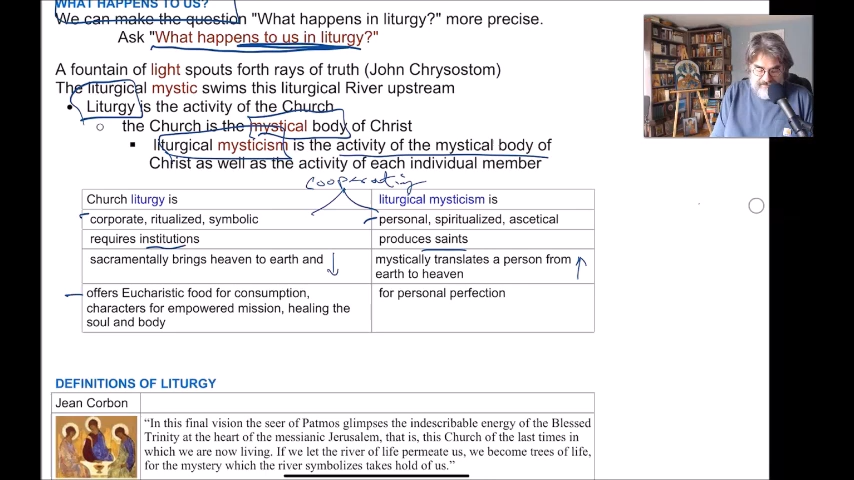 WHAT HAPPENS TO US?
We can make the question "What happens in liturgy?" more precise.
Ask "What happens to us in liturgy?"
A fountain of light spouts forth rays of truth (John Chrysostom)
The liturgical mystic swims this liturgical River upstream
• Liturgy is the activity of the Church
○ the Church is the mystical body of Christ
▪ liturgical mysticism is the activity of the mystical body of
Christ as well as the activity of each individual member
cooperating
Church liturgy is
liturgical mysticism is
corporate, ritualized, symbolic
personal, spiritualized, ascetical
requires institutions
produces saints
sacramentally brings heaven to earth and
mystically translates a person from
earth to heaven
offers Eucharistic food for consumption,
characters for empowered mission, healing the
soul and body
for personal perfection
DEFINITIONS OF LITURGY
Jean Corbon
"In this final vision the seer of Patmos glimpses the indescribable energy of the Blessed
Trinity at the heart of the messianic Jerusalem, that is, this Church of the last times in
which we are now living. If we let the river of life permeate us, we become trees of life,
for the mystery which the river symbolizes takes hold of us."